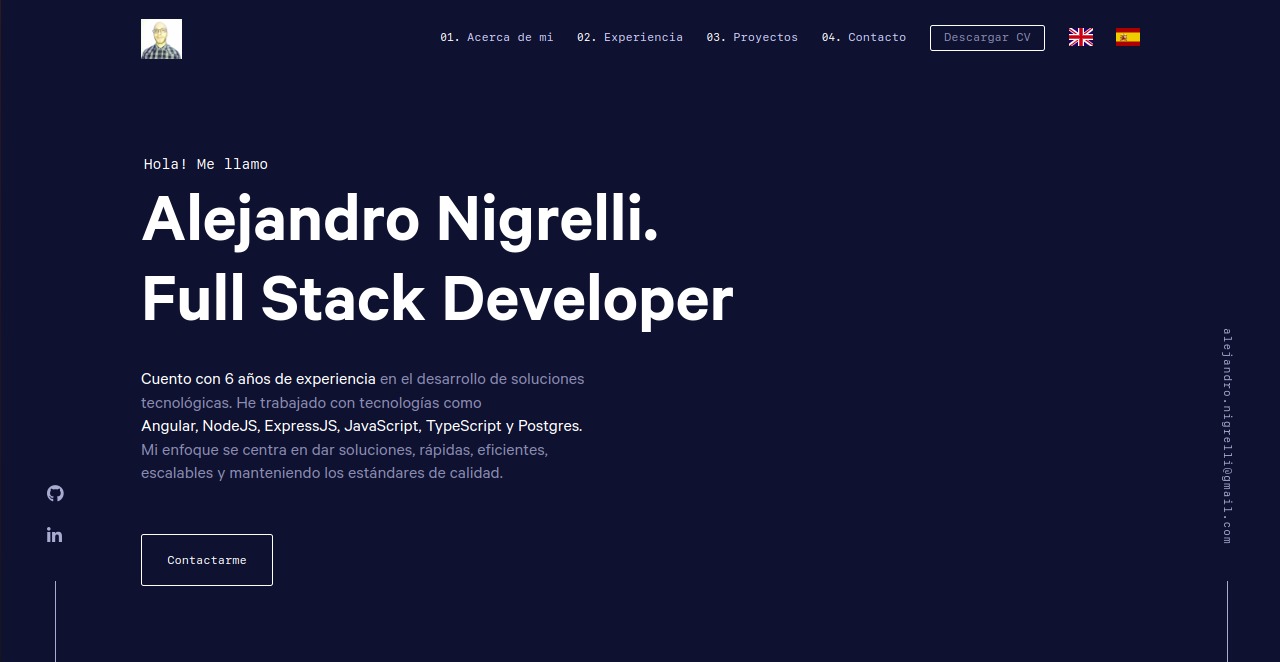 01. Acerca de mi 02. Experiencia 03. Proyectos 04. Contacto Descargar CV
Hola! Me llamo
Alejandro Nigrelli.
Full Stack Developer
Cuento con 6 años de experiencia en el desarrollo de soluciones
tecnológicas. He trabajado con tecnologías como
Angular, NodeJS, ExpressJS, JavaScript, TypeScript y Postgres.
Mi enfoque se centra en dar soluciones, rápidas, eficientes,
escalables y manteniendo los estándares de calidad.
in
Contactarme
alejandro.nigrelli@gmail.com